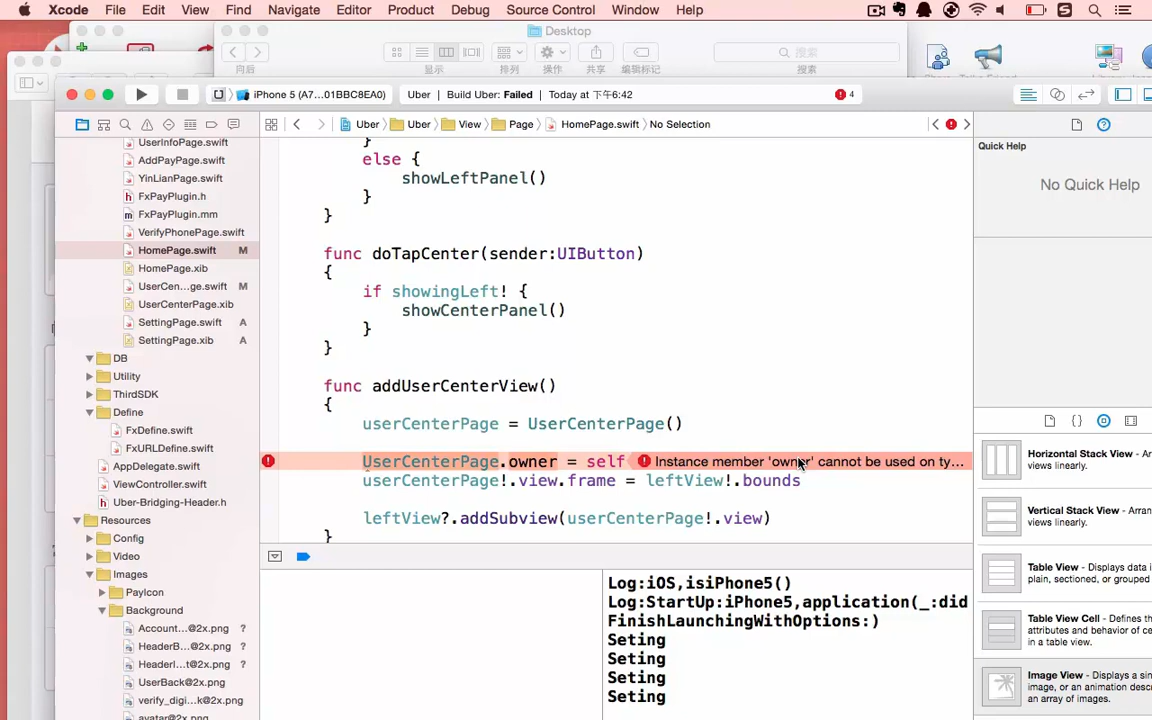 Xcode File Edit View Find Navigate Editor Product Debug Source Control Window Help
Desktop
向后 显示 排列 操作 共享 编辑标记 搜索
搜索
iPhone 5 (A7...01BBC8EA0) Uber | Build Uber: Failed | Today at 下午6:42 4
Uber Uber View Page HomePage.swift No Selection
UserInfoPage.swift
AddPayPage.swift
YinLianPage.swift
FxPayPlugin.h
FxPayPlugin.mm
VerifyPhonePage.swift
HomePage.swift M
HomePage.xib
UserCen...ge.swift M
UserCenterPage.xib
SettingPage.swift A
SettingPage.xib A
DB
Utility
ThirdSDK
Define
FxDefine.swift
FxURLDefine.swift
AppDelegate.swift
ViewController.swift
Uber-Bridging-Header.h
Resources
Config
Video
Images
PayIcon
Background
Account...@2x.png ?
HeaderB...@2x.png ?
HeaderI...t@2x.png ?
UserBack@2x.png
verify_digi...k@2x.png
avatar@2x.png
}
else {
showLeftPanel()
}
}
func doTapCenter(sender:UIButton)
{
if showingLeft! {
showCenterPanel()
}
}
func addUserCenterView()
{
userCenterPage = UserCenterPage()
UserCenterPage.owner = self Instance member 'owner' cannot be used on ty...
userCenterPage!.view.frame = leftView!.bounds
leftView?.addSubview(userCenterPage!.view)
}
Log:iOS,isiPhone5()
Log:StartUp:iPhone5,application(_:did
FinishLaunchingWithOptions:)
Seting
Seting
Seting
Seting
Quick Help
No Quick Help
Horizontal Stack View - Arran
views linearly.
Vertical Stack View - Arran
views linearly.
Table View - Displays data i
plain, sectioned, or grouped
Table View Cell - Defines th
attributes and behavior of ce
in a table view.
Image View - Displays a sin
image, or an animation descr
an array of images.